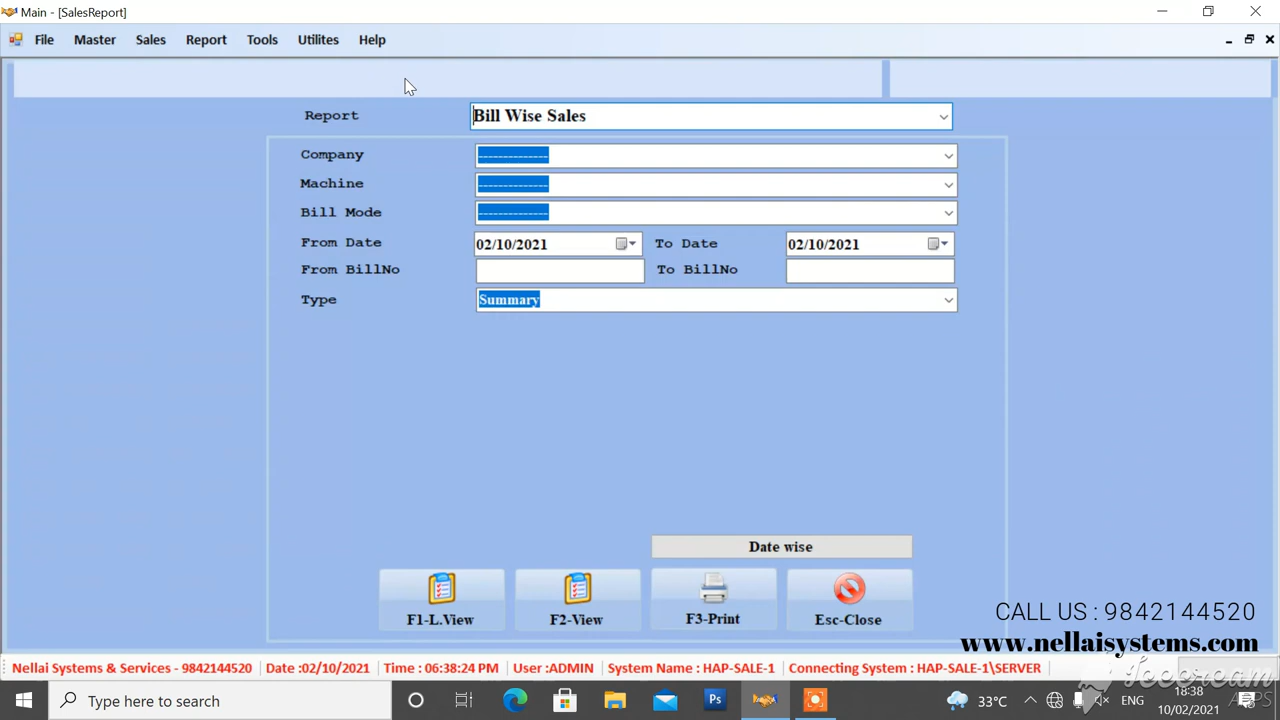 Main - [SalesReport]
File Master Sales Report Tools Utilites Help
Report Bill Wise Sales
Company --------------
Machine --------------
Bill Mode --------------
From Date 02/10/2021 To Date 02/10/2021
From BillNo To BillNo
Type Summary
Date wise
F1-L.View F2-View F3-Print Esc-Close
CALL US : 9842144520
www.nellaisystems.com
Nellai Systems & Services - 9842144520 Date :02/10/2021 Time : 06:38:24 PM User :ADMIN System Name : HAP-SALE-1 Connecting System : HAP-SALE-1\SERVER
Type here to search
Ps
33°C
ENG
18:38
10/02/2021
APPS